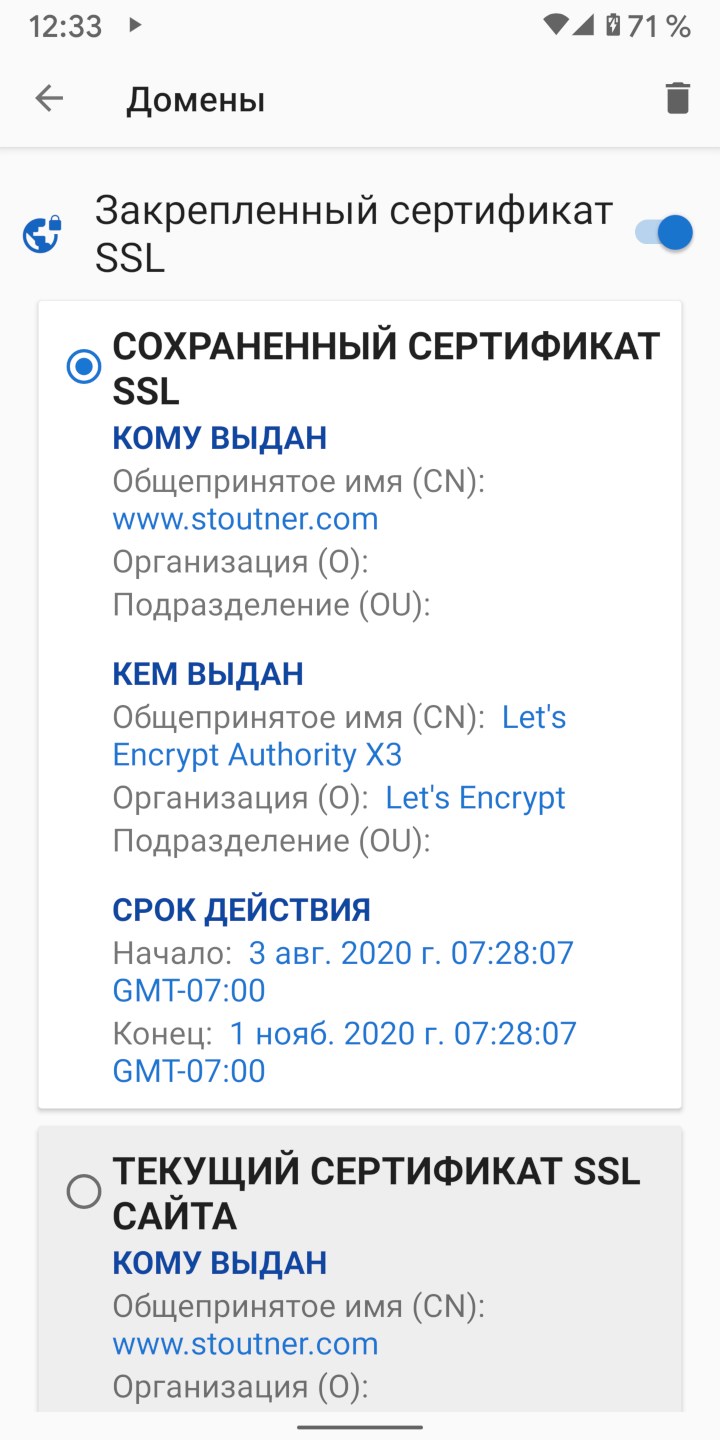 12:33
71 %
Домены
Закрепленный сертификат
SSL
СОХРАНЕННЫЙ СЕРТИФИКАТ
SSL
КОМУ ВЫДАН
Общепринятое имя (CN):
www.stoutner.com
Организация (O):
Подразделение (OU):
КЕМ ВЫДАН
Общепринятое имя (CN): Let's
Encrypt Authority X3
Организация (O): Let's Encrypt
Подразделение (OU):
СРОК ДЕЙСТВИЯ
Начало: 3 авг. 2020 г. 07:28:07
GMT-07:00
Конец: 1 нояб. 2020 г. 07:28:07
GMT-07:00
ТЕКУЩИЙ СЕРТИФИКАТ SSL
САЙТА
КОМУ ВЫДАН
Общепринятое имя (CN):
www.stoutner.com
Организация (O):